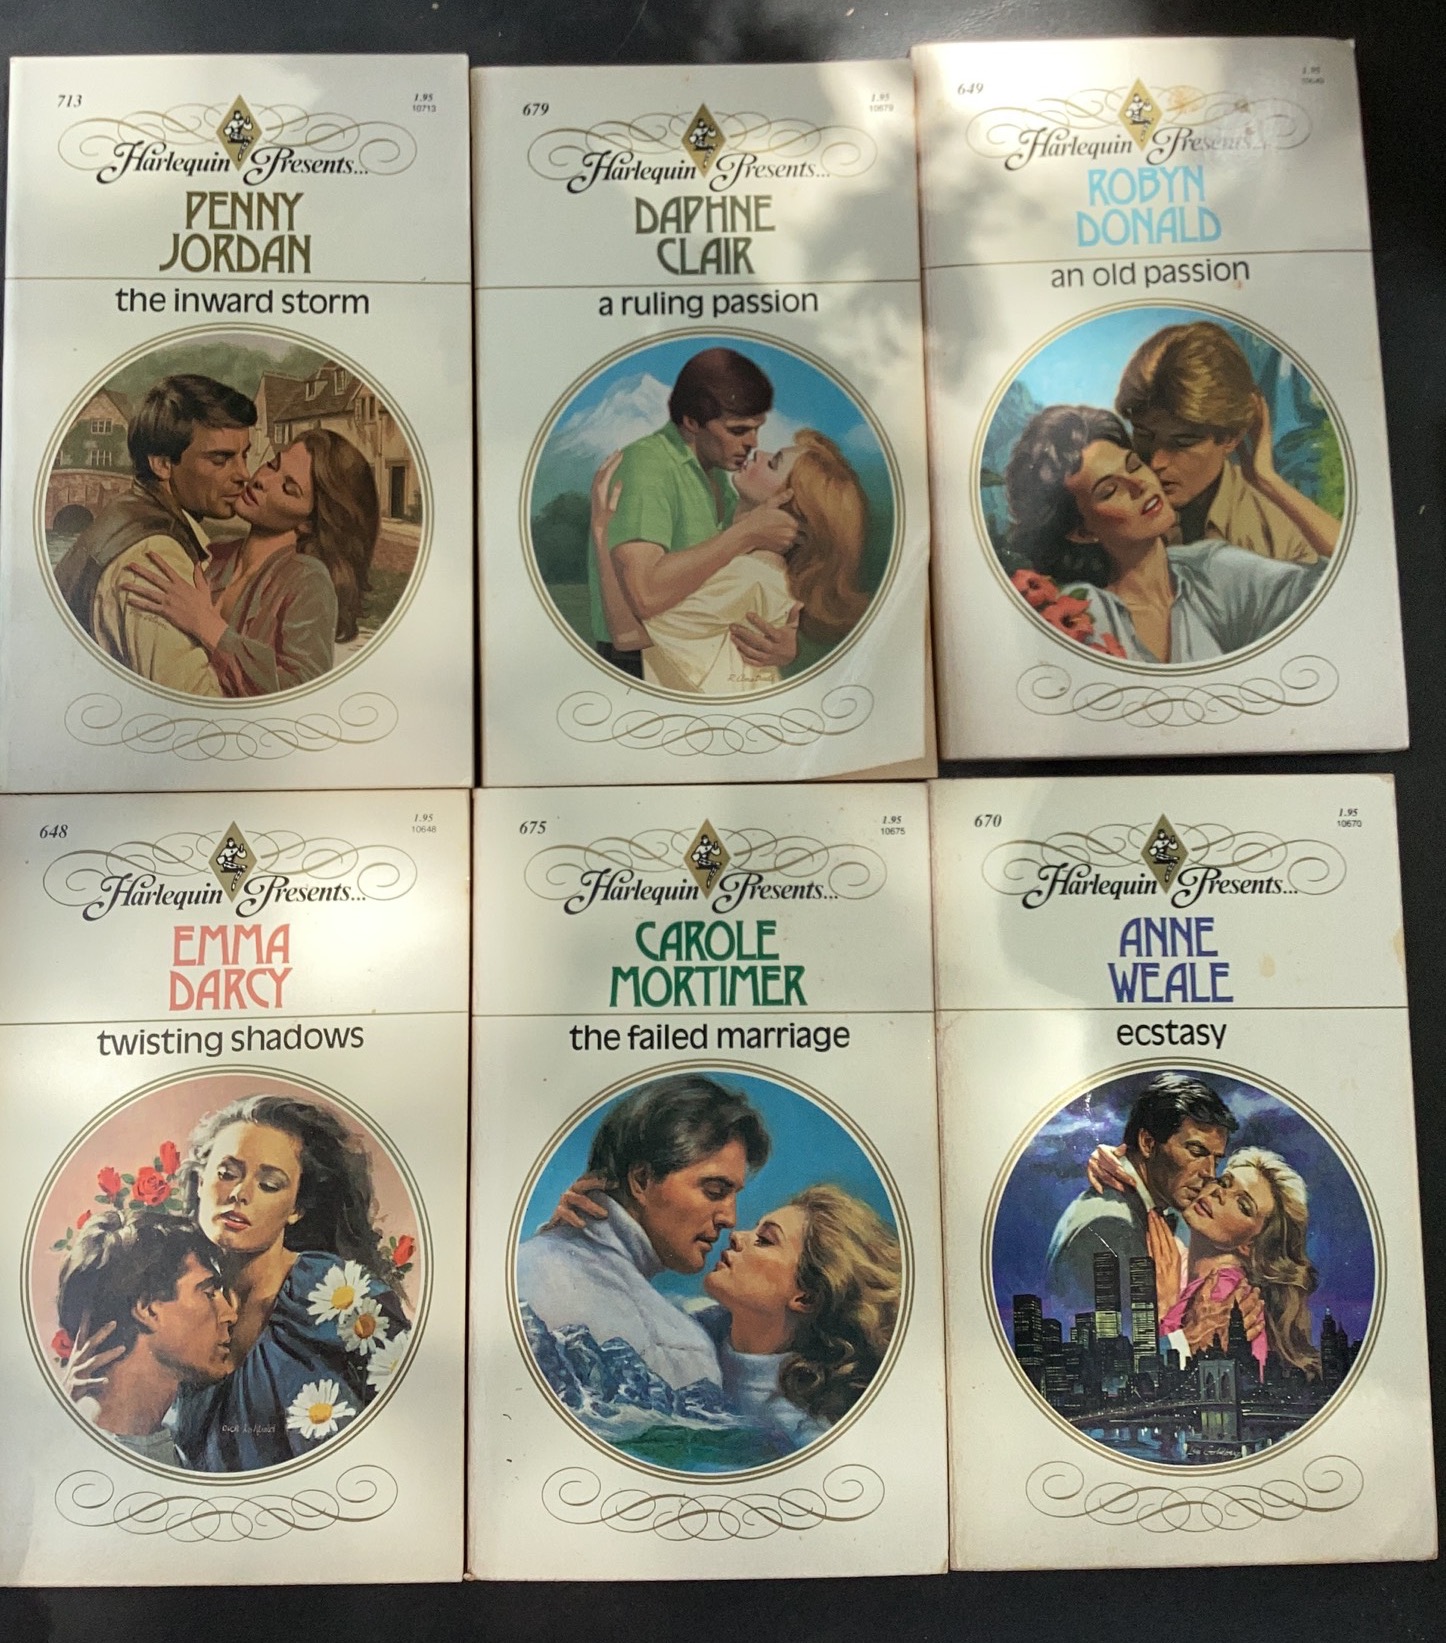 713
1.95
10713
Harlequin Presents...
PENNY
JORDAN
the inward storm
679
1.95
10679
Harlequin Presents...
DAPHNE
CLAIR
a ruling passion
649
1.95
10649
Harlequin Presents...
ROBYN
DONALD
an old passion
648
1.95
10648
Harlequin Presents...
EMMA
DARCY
twisting shadows
675
1.95
10675
Harlequin Presents...
CAROLE
MORTIMER
the failed marriage
670
1.95
10670
Harlequin Presents...
ANNE
WEALE
ecstasy